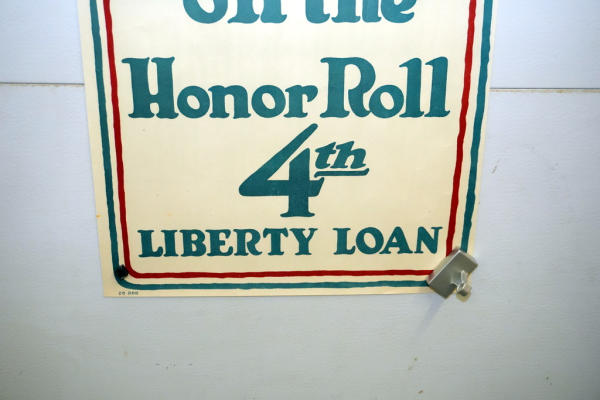 on the
Honor Roll
4th
LIBERTY LOAN